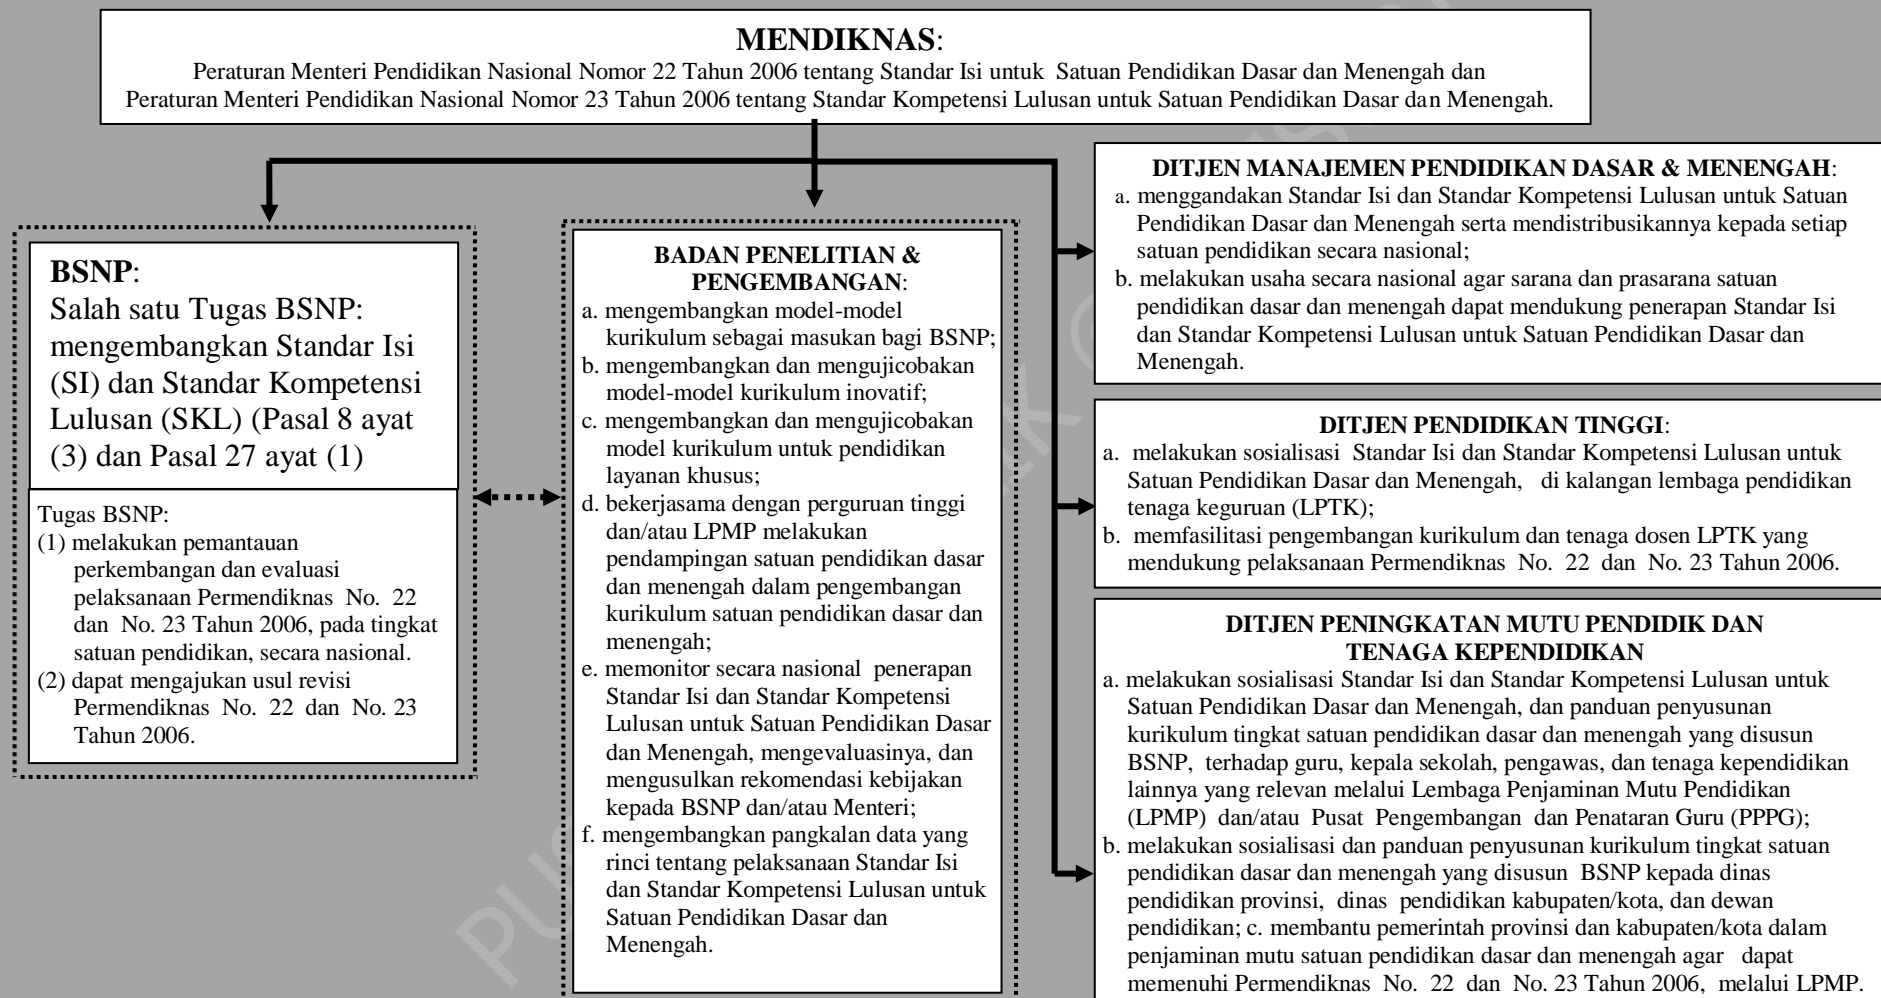 MENDIKNAS:
Peraturan Menteri Pendidikan Nasional Nomor 22 Tahun 2006 tentang Standar Isi untuk Satuan Pendidikan Dasar dan Menengah dan
Peraturan Menteri Pendidikan Nasional Nomor 23 Tahun 2006 tentang Standar Kompetensi Lulusan untuk Satuan Pendidikan Dasar dan Menengah.
BSNP:
Salah satu Tugas BSNP:
mengembangkan Standar Isi
(SI) dan Standar Kompetensi
Lulusan (SKL) (Pasal 8 ayat
(3) dan Pasal 27 ayat (1)
Tugas BSNP:
(1) melakukan pemantauan
perkembangan dan evaluasi
pelaksanaan Permendiknas No. 22
dan No. 23 Tahun 2006, pada tingkat
satuan pendidikan, secara nasional.
(2) dapat mengajukan usul revisi
Permendiknas No. 22 dan No. 23
Tahun 2006.
BADAN PENELITIAN &
PENGEMBANGAN:
a. mengembangkan model-model
kurikulum sebagai masukan bagi BSNP;
b. mengembangkan dan mengujicobakan
model-model kurikulum inovatif;
c. mengembangkan dan mengujicobakan
model kurikulum untuk pendidikan
layanan khusus;
d. bekerjasama dengan perguruan tinggi
dan/atau LPMP melakukan
pendampingan satuan pendidikan dasar
dan menengah dalam pengembangan
kurikulum satuan pendidikan dasar dan
menengah;
e. memonitor secara nasional penerapan
Standar Isi dan Standar Kompetensi
Lulusan untuk Satuan Pendidikan Dasar
dan Menengah, mengevaluasinya, dan
mengusulkan rekomendasi kebijakan
kepada BSNP dan/atau Menteri;
f. mengembangkan pangkalan data yang
rinci tentang pelaksanaan Standar Isi
dan Standar Kompetensi Lulusan untuk
Satuan Pendidikan Dasar dan
Menengah.
DITJEN MANAJEMEN PENDIDIKAN DASAR & MENENGAH:
a. menggandakan Standar Isi dan Standar Kompetensi Lulusan untuk Satuan
Pendidikan Dasar dan Menengah serta mendistribusikannya kepada setiap
satuan pendidikan secara nasional;
b. melakukan usaha secara nasional agar sarana dan prasarana satuan
pendidikan dasar dan menengah dapat mendukung penerapan Standar Isi
dan Standar Kompetensi Lulusan untuk Satuan Pendidikan Dasar dan
Menengah.
DITJEN PENDIDIKAN TINGGI:
a. melakukan sosialisasi Standar Isi dan Standar Kompetensi Lulusan untuk
Satuan Pendidikan Dasar dan Menengah, di kalangan lembaga pendidikan
tenaga keguruan (LPTK);
b. memfasilitasi pengembangan kurikulum dan tenaga dosen LPTK yang
mendukung pelaksanaan Permendiknas No. 22 dan No. 23 Tahun 2006.
DITJEN PENINGKATAN MUTU PENDIDIK DAN
TENAGA KEPENDIDIKAN
a. melakukan sosialisasi Standar Isi dan Standar Kompetensi Lulusan untuk
Satuan Pendidikan Dasar dan Menengah, dan panduan penyusunan
kurikulum tingkat satuan pendidikan dasar dan menengah yang disusun
BSNP, terhadap guru, kepala sekolah, pengawas, dan tenaga kependidikan
lainnya yang relevan melalui Lembaga Penjaminan Mutu Pendidikan
(LPMP) dan/atau Pusat Pengembangan dan Penataran Guru (PPPG);
b. melakukan sosialisasi dan panduan penyusunan kurikulum tingkat satuan
pendidikan dasar dan menengah yang disusun BSNP kepada dinas
pendidikan provinsi, dinas pendidikan kabupaten/kota, dan dewan
pendidikan; c. membantu pemerintah provinsi dan kabupaten/kota dalam
penjaminan mutu satuan pendidikan dasar dan menengah agar dapat
memenuhi Permendiknas No. 22 dan No. 23 Tahun 2006, melalui LPMP.